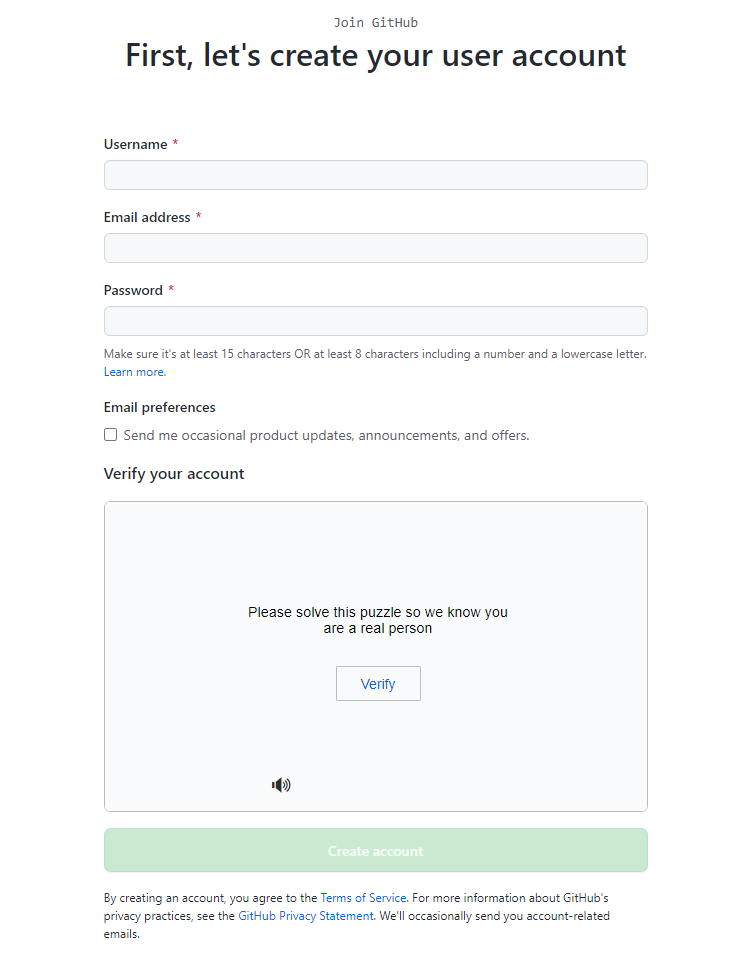 Join GitHub
First, let's create your user account
Username *
Email address *
Password *
Make sure it's at least 15 characters OR at least 8 characters including a number and a lowercase letter.
Learn more.
Email preferences
Send me occasional product updates, announcements, and offers.
Verify your account
Please solve this puzzle so we know you
are a real person
Verify
Create account
By creating an account, you agree to the Terms of Service. For more information about GitHub's
privacy practices, see the GitHub Privacy Statement. We'll occasionally send you account-related
emails.